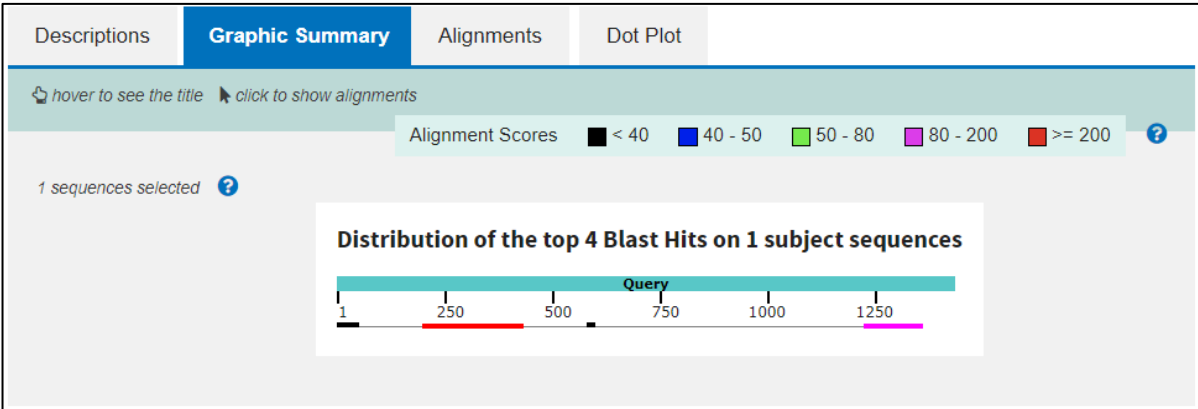 Descriptions Graphic Summary Alignments Dot Plot
hover to see the title click to show alignments
Alignment Scores < 40 40 - 50 50 - 80 80 - 200 >= 200 ?
1 sequences selected ?
Distribution of the top 4 Blast Hits on 1 subject sequences
Query
1 250 500 750 1000 1250